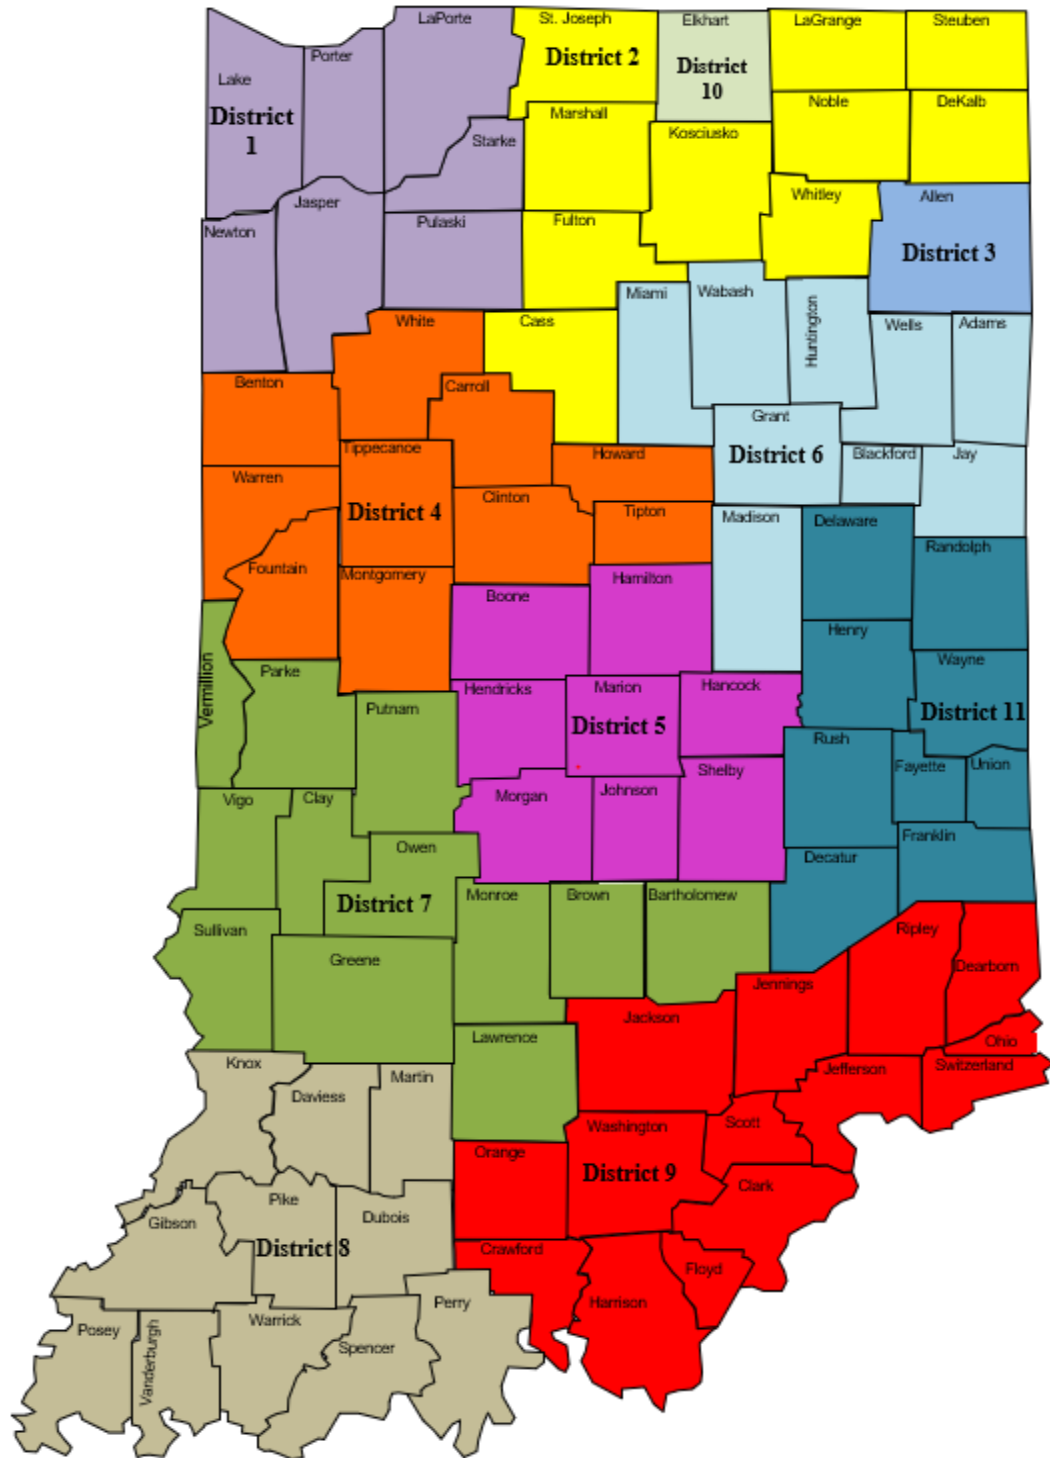 LaPorte
St. Joseph
Elkhart
LaGrange
Steuben
Porter
District 2
District
10
Lake
Noble
DeKalb
District
1
Marshall
Kosciusko
Starke
Whitley
Allen
Jasper
Pulaski
Fulton
Newton
District 3
Miami
Wabash
Huntington
White
Cass
Wells
Adams
Benton
Carroll
Grant
Tippecanoe
Howard
District 6
Blackford
Jay
Warren
Clinton
District 4
Tipton
Madison
Delaware
Randolph
Fountain
Montgomery
Hamilton
Boone
Henry
Wayne
Vermillion
Parke
Hendricks
Marion
Hancock
Putnam
District 5
District 11
Rush
Fayette
Union
Shelby
Vigo
Clay
Morgan
Johnson
Franklin
Owen
Decatur
District 7
Monroe
Brown
Bartholomew
Sullivan
Ripley
Greene
Dearborn
Jennings
Jackson
Lawrence
Ohio
Knox
Jefferson
Switzerland
Martin
Daviess
Washington
Scott
Orange
District 9
Clark
Pike
Dubois
Gibson
District 8
Crawford
Floyd
Perry
Harrison
Posey
Vanderburgh
Warrick
Spencer